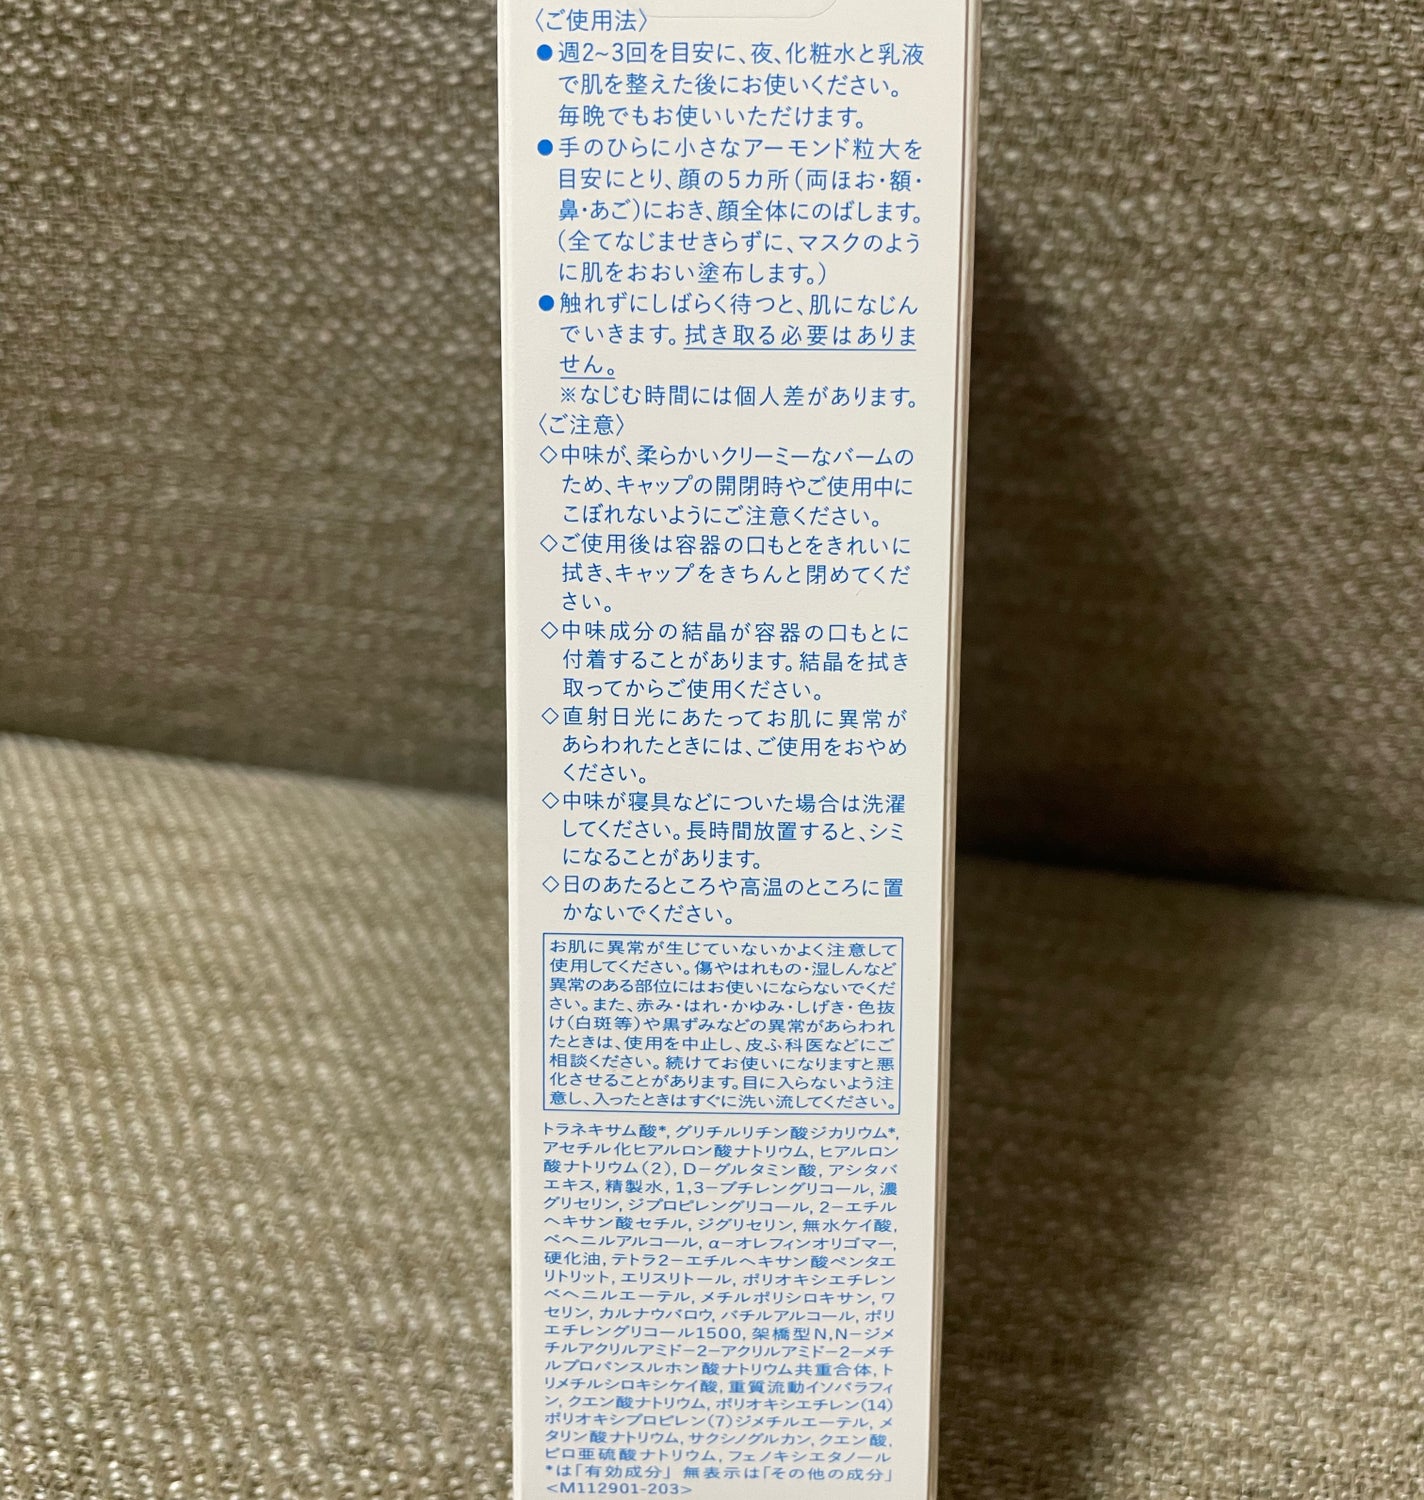 〈ご使用法〉
●週2~3回を目安に、夜、化粧水と乳液
で肌を整えた後にお使いください。
毎晩でもお使いいただけます。
●手のひらに小さなアーモンド粒大を
目安にとり、顔の5カ所(両ほお・額・
鼻・あご)におき、顔全体にのばします。
(全てなじませきらずに、マスクのよう
に肌をおおい塗布します。)
●触れずにしばらく待つと、肌になじん
でいきます。拭き取る必要はありま
せん。
※なじむ時間には個人差があります。
〈ご注意〉
◇中味が、柔らかいクリーミーなバームの
ため、キャップの開閉時やご使用中に
こぼれないようにご注意ください。
◇ご使用後は容器の口もとをきれいに
拭き、キャップをきちんと閉めてくだ
さい。
◇中味成分の結晶が容器の口もとに
付着することがあります。結晶を拭き
取ってからご使用ください。
◇直射日光にあたってお肌に異常が
あらわれたときには、ご使用をおやめ
ください。
◇中味が寝具などについた場合は洗濯
してください。長時間放置すると、シミ
になることがあります。
◇日のあたるところや高温のところに置
かないでください。
お肌に異常が生じていないかよく注意して
使用してください。傷やはれもの・湿しんなど
異常のある部位にはお使いにならないでくだ
さい。また、赤み・はれ・かゆみ・しげき・色抜
け(白斑等)や黒ずみなどの異常があらわれ
たときは、使用を中止し、皮ふ科医などにご
相談ください。続けてお使いになりますと悪
化させることがあります。目に入らないよう注
意し、入ったときはすぐに洗い流してください。
トラネキサム酸*, グリチルリチン酸ジカリウム*,
アセチル化ヒアルロン酸ナトリウム, ヒアルロン
酸ナトリウム(2), D−グルタミン酸, アシタバ
エキス, 精製水, 1,3−ブチレングリコール, 濃
グリセリン, ジプロピレングリコール, 2−エチル
ヘキサン酸セチル, ジグリセリン, 無水ケイ酸,
ベヘニルアルコール, α−オレフィンオリゴマー,
硬化油, テトラ2−エチルヘキサン酸ペンタエ
リトリット, エリスリトール, ポリオキシエチレン
ベヘニルエーテル, メチルポリシロキサン, ワ
セリン, カルナウバロウ, バチルアルコール, ポリ
エチレングリコール1500, 架橋型N,N−ジメ
チルアクリルアミド−2−アクリルアミド−2−メチ
ルプロパンスルホン酸ナトリウム共重合体, ト
リメチルシロキシケイ酸, 重質流動イソパラフィ
ン, クエン酸ナトリウム, ポリオキシエチレン(14)
ポリオキシプロピレン(7)ジメチルエーテル, メ
タリン酸ナトリウム, サクシノグルカン, クエン酸,
ピロ亜硫酸ナトリウム, フェノキシエタノール
*は「有効成分」 無表示は「その他の成分」
<M112901-203>